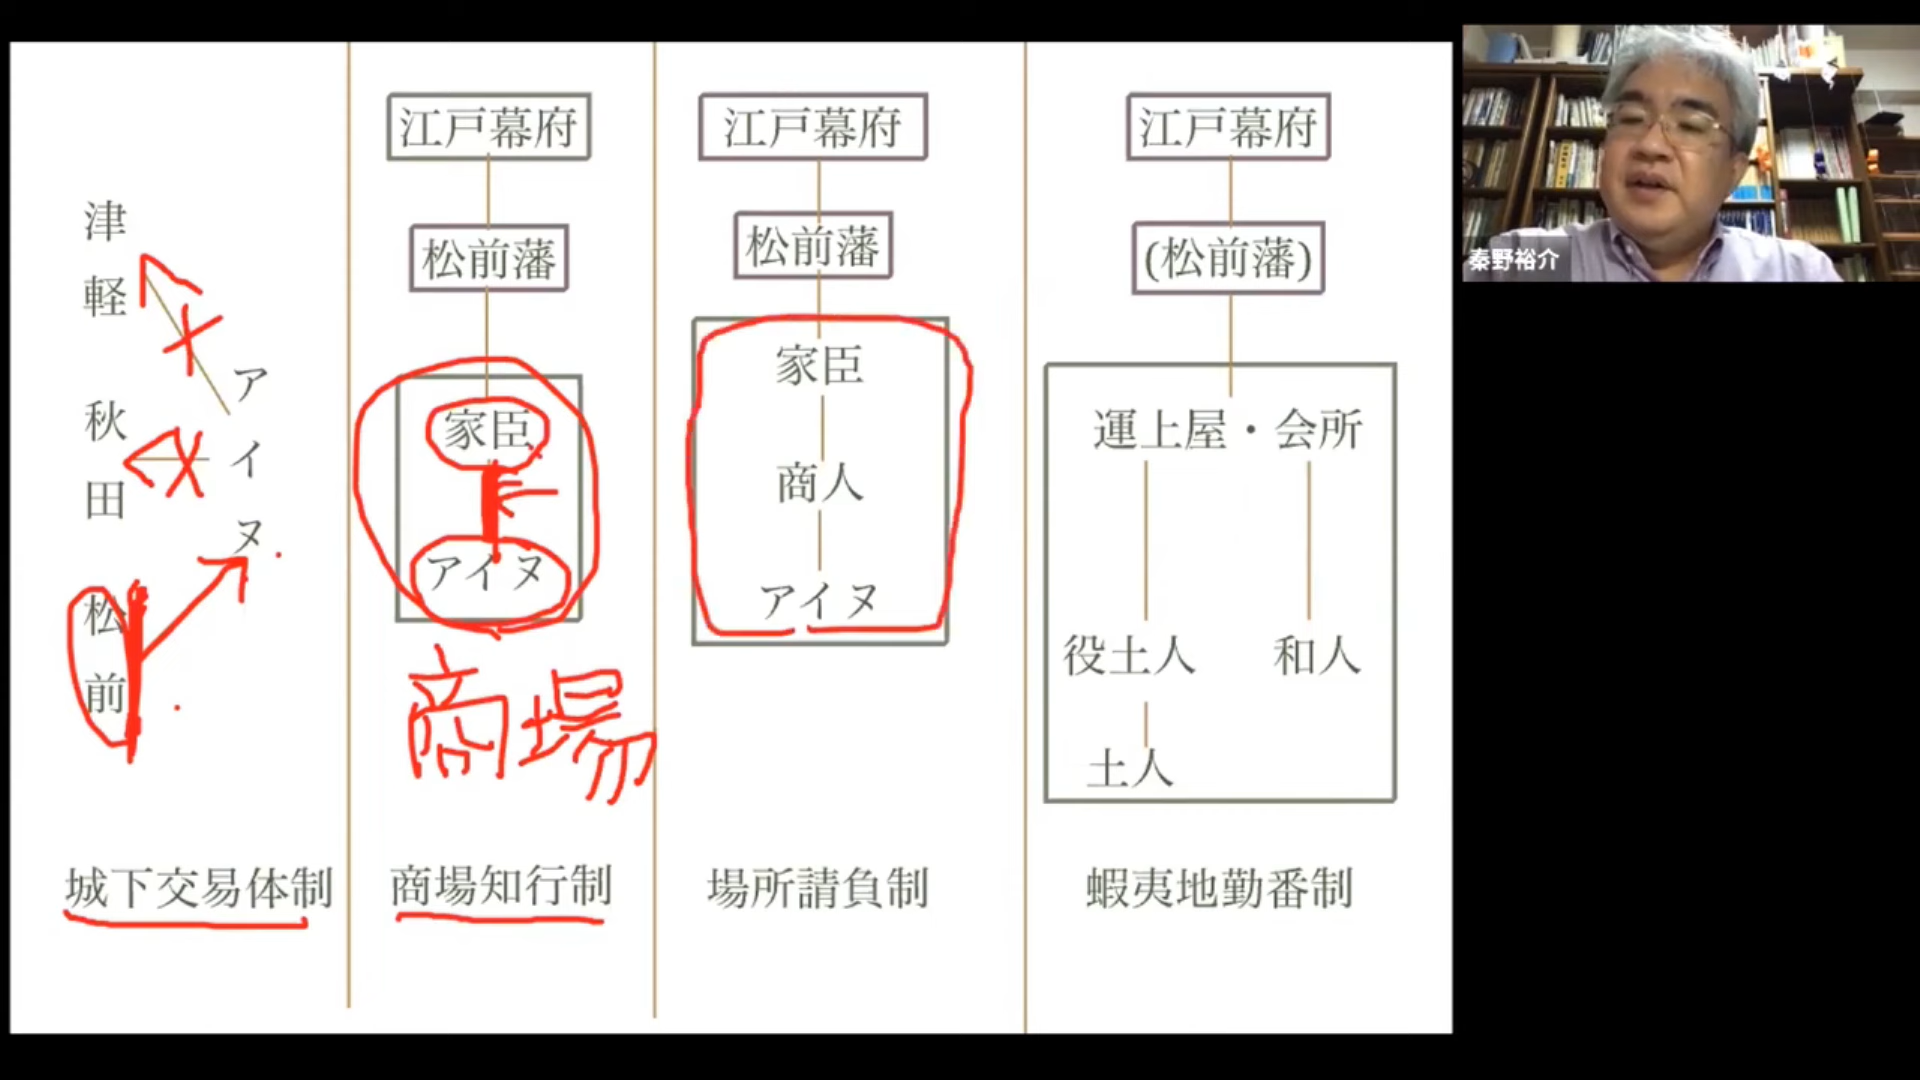 津軽
秋田
松前
アイヌ
城下交易体制
江戸幕府
松前藩
家臣
アイヌ
商場
商場知行制
江戸幕府
松前藩
家臣
商人
アイヌ
場所請負制
江戸幕府
(松前藩)
運上屋・会所
役土人
和人
土人
蝦夷地勤番制
秦野裕介